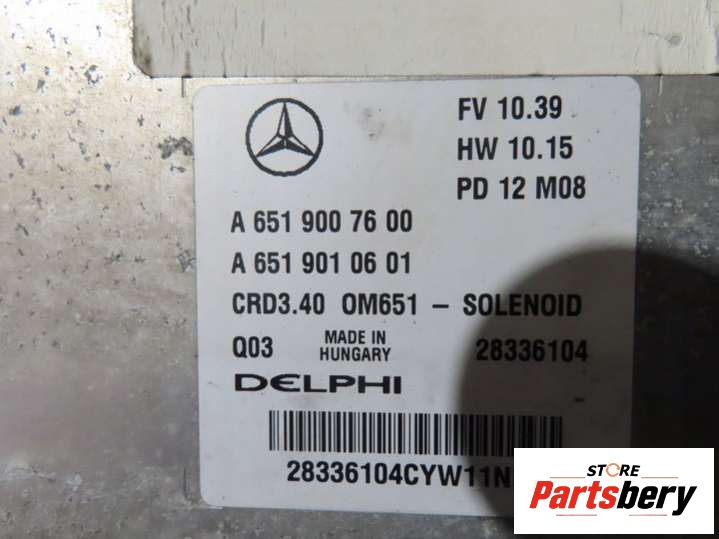 FV 10.39
HW 10.15
PD 12 M08
A 651 900 76 00
A 651 901 06 01
CRD3.40 OM651 – SOLENOID
Q03 MADE IN HUNGARY 28336104
DELPHI
28336104CYW11N
STORE
Partsbery